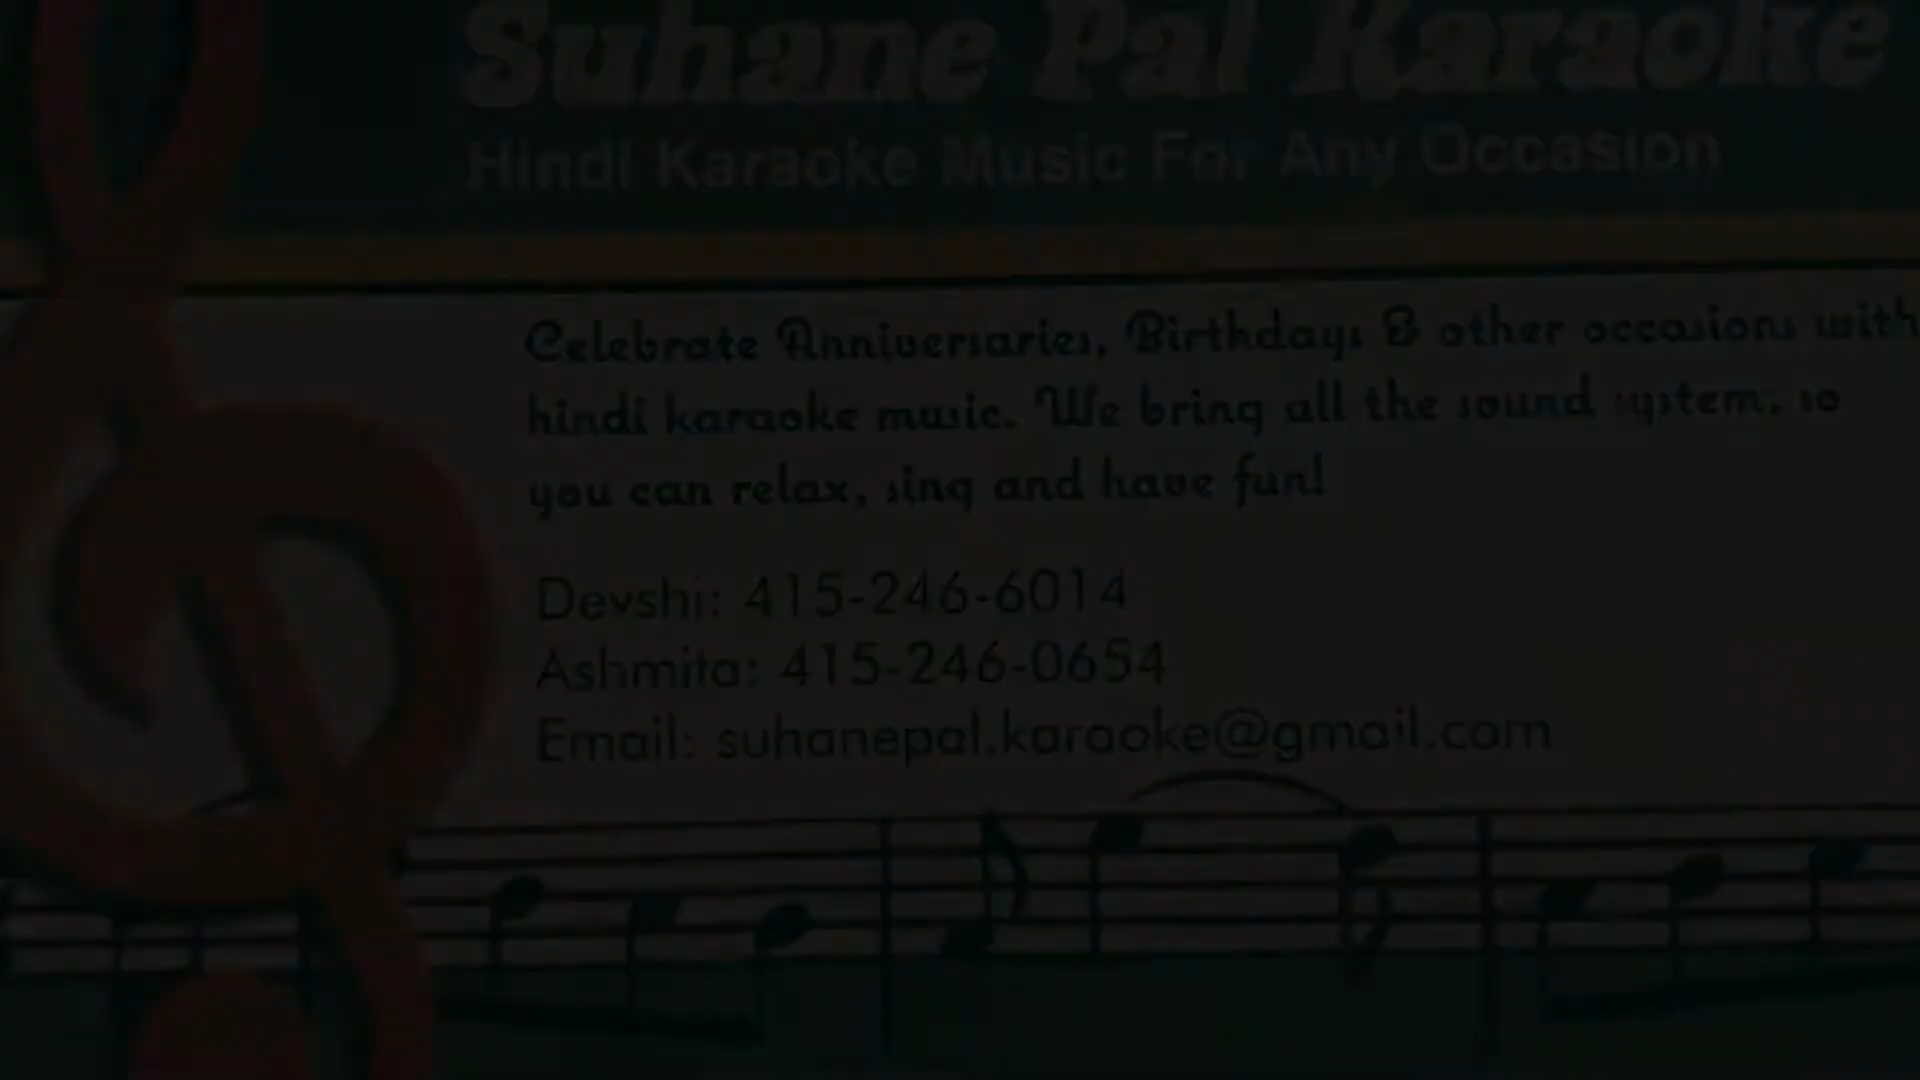 Suhane Pal Karaoke
Hindi Karaoke Music For Any Occasion
Celebrate Anniversaries, Birthdays & other occasions with
hindi karaoke music. We bring all the sound system, so
you can relax, sing and have fun!
Devshi: 415-246-6014
Ashmita: 415-246-0654
Email: suhanepal.karaoke@gmail.com